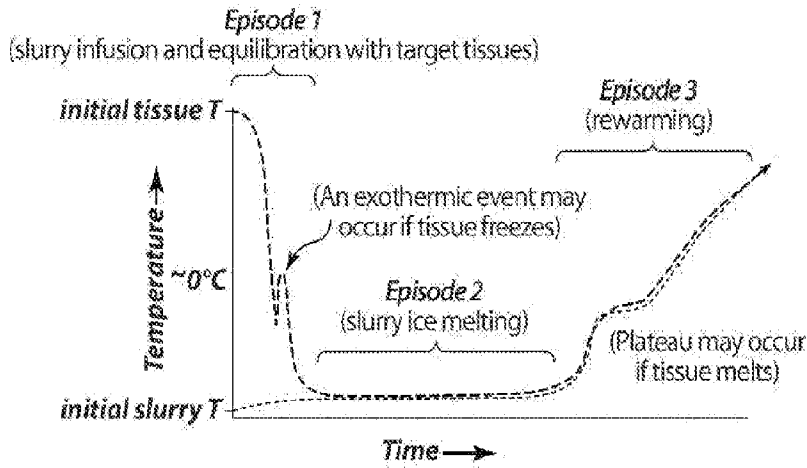 Episode 1
(slurry infusion and equilibration with target tissues)
initial tissue T
Episode 3
(rewarming)
(An exothermic event may
occur if tissue freezes)
Temperature
~0°C
Episode 2
(slurry ice melting)
(Plateau may occur
if tissue melts)
initial slurry T
Time